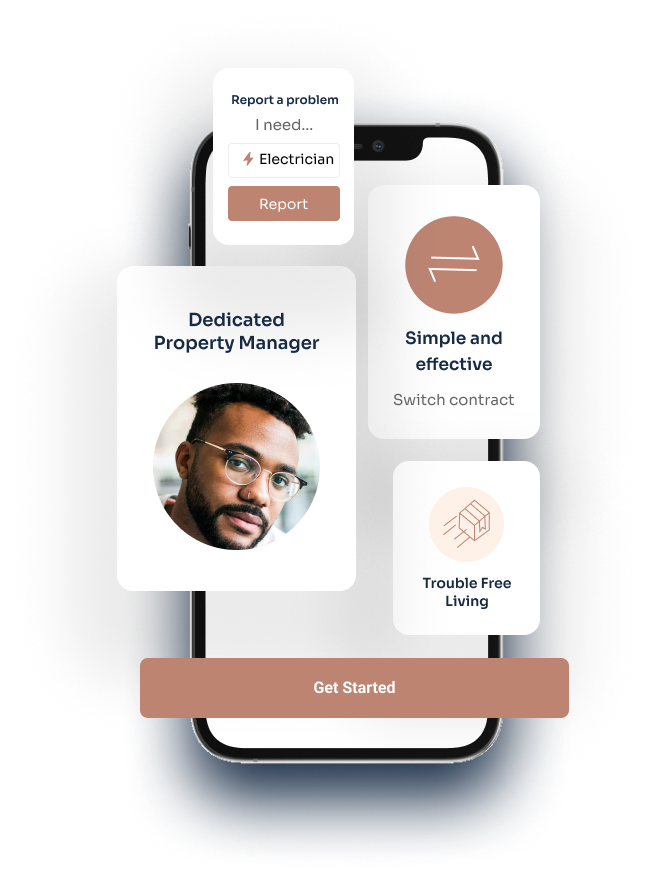 Report a problem
I need...
Electrician
Report
Dedicated
Property Manager
Simple and
effective
Switch contract
Trouble Free
Living
Get Started